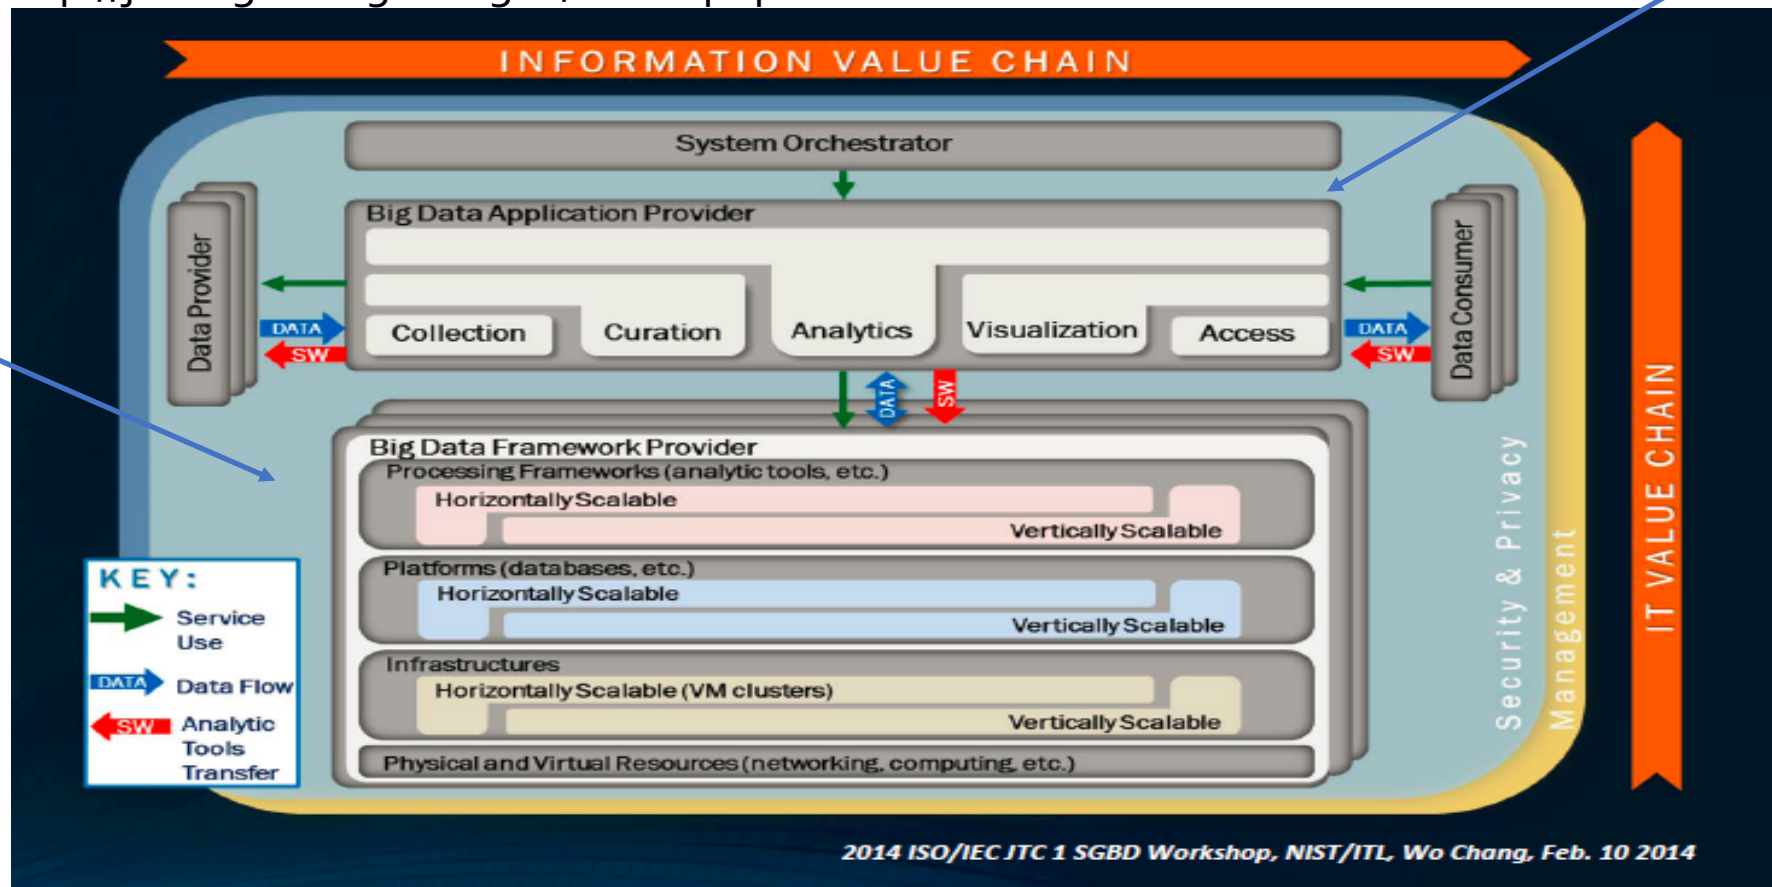 INFORMATION VALUE CHAIN
System Orchestrator
Big Data Application Provider
Data Provider
DATA
SW
Collection
Curation
Analytics
Visualization
Access
DATA
SW
Data Consumer
DATA
SW
Big Data Framework Provider
Processing Frameworks (analytic tools, etc.)
Horizontally Scalable
Vertically Scalable
Platforms (databases, etc.)
Horizontally Scalable
Vertically Scalable
Infrastructures
Horizontally Scalable (VM clusters)
Vertically Scalable
Physical and Virtual Resources (networking, computing, etc.)
Security & Privacy
Management
IT VALUE CHAIN
KEY:
Service
Use
DATA
Data Flow
SW
Analytic
Tools
Transfer
2014 ISO/IEC JTC 1 SGBD Workshop, NIST/ITL, Wo Chang, Feb. 10 2014